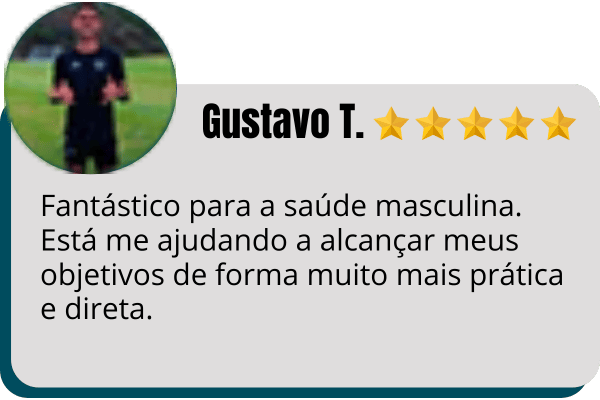 Gustavo T.
Fantástico para a saúde masculina.
Está me ajudando a alcançar meus
objetivos de forma muito mais prática
e direta.